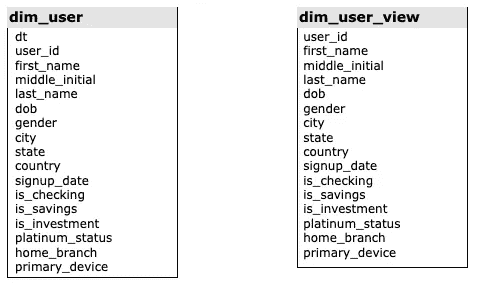 dim_user
dt
user_id
first_name
middle_initial
last_name
dob
gender
city
state
country
signup_date
is_checking
is_savings
is_investment
platinum_status
home_branch
primary_device
dim_user_view
user_id
first_name
middle_initial
last_name
dob
gender
city
state
country
signup_date
is_checking
is_savings
is_investment
platinum_status
home_branch
primary_device